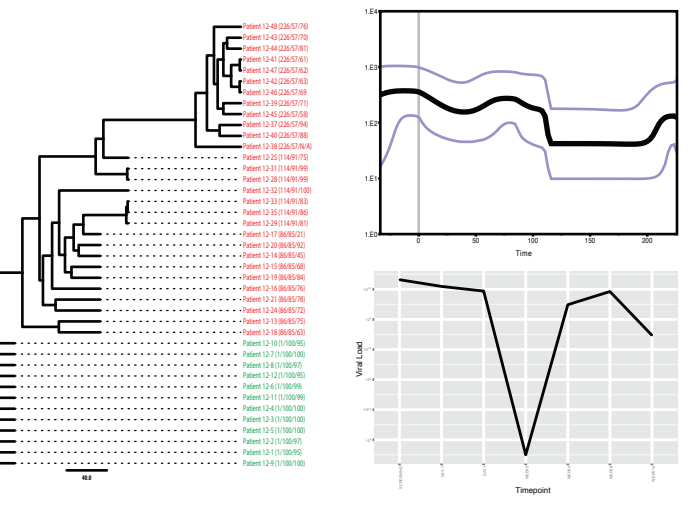 Patient 12-48 (226/57/76)
Patient 12-43 (226/57/70)
Patient 12-44 (226/57/81)
Patient 12-41 (226/57/61)
Patient 12-47 (226/57/62)
Patient 12-42 (226/57/63)
Patient 12-46 (226/57/69
Patient 12-39 (226/57/71)
Patient 12-45 (226/57/58)
Patient 12-37 (226/57/94)
Patient 12-40 (226/57/88)
Patient 12-38 (226/57/N/A)
Patient 12-25 (114/91/75)
Patient 12-31 (114/91/99)
Patient 12-28 (114/91/99)
Patient 12-32 (114/91/100)
Patient 12-33 (114/91/83)
Patient 12-35 (114/91/86)
Patient 12-29 (114/91/81)
Patient 12-17 (86/85/21)
Patient 12-20 (86/85/92)
Patient 12-14 (86/85/45)
Patient 12-15 (86/85/68)
Patient 12-19 (86/85/84)
Patient 12-16 (86/85/76)
Patient 12-21 (86/85/78)
Patient 12-24 (86/85/72)
Patient 12-13 (86/85/75)
Patient 12-18 (86/85/63)
Patient 12-10 (1/100/95)
Patient 12-7 (1/100/100)
Patient 12-8 (1/100/97)
Patient 12-12 (1/100/95)
Patient 12-6 (1/100/99)
Patient 12-11 (1/100/99)
Patient 12-4 (1/100/100)
Patient 12-3 (1/100/100)
Patient 12-5 (1/100/100)
Patient 12-2 (1/100/97)
Patient 12-1 (1/100/95)
Patient 12-9 (1/100/100)
40.0
1.E4
1.E3
1.E2
1.E1
1.E0
0
50
100
150
200
Time
Viral Load
Timepoint